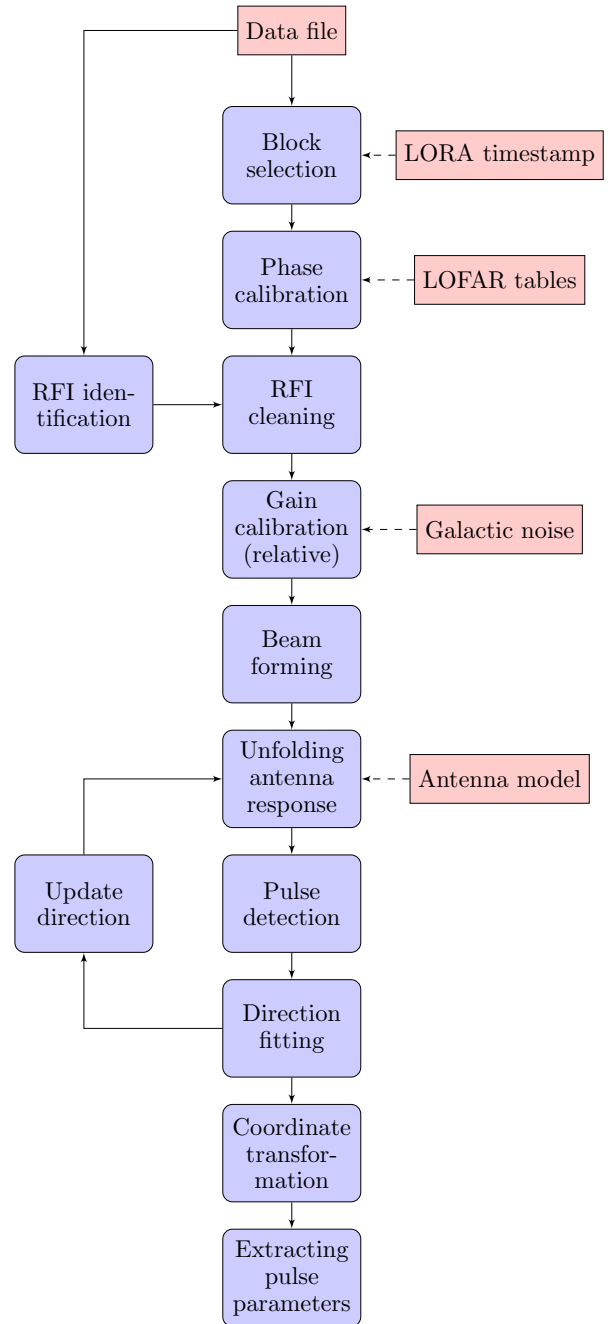 Data file
Block
selection
LORA timestamp
Phase
calibration
LOFAR tables
RFI iden-
tification
RFI
cleaning
Gain
calibration
(relative)
Galactic noise
Beam
forming
Unfolding
antenna
response
Antenna model
Update
direction
Pulse
detection
Direction
fitting
Coordinate
transfor-
mation
Extracting
pulse
parameters